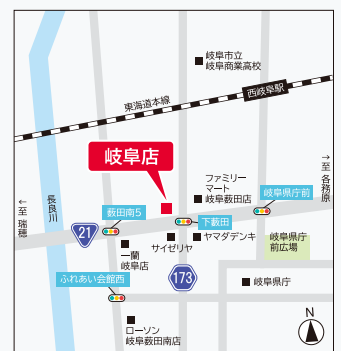 岐阜市立
岐阜商業高校
西岐阜駅
東海道本線
岐阜店
ファミリー
マート
岐阜薮田店
岐阜県庁前
→至 各務原
←至 瑞穂
長良川
21
薮田南5
下薮田
一蘭
岐阜店
サイゼリヤ
ヤマダデンキ
岐阜県庁
前広場
ふれあい会館西
173
岐阜県庁
ローソン
岐阜薮田南店
N